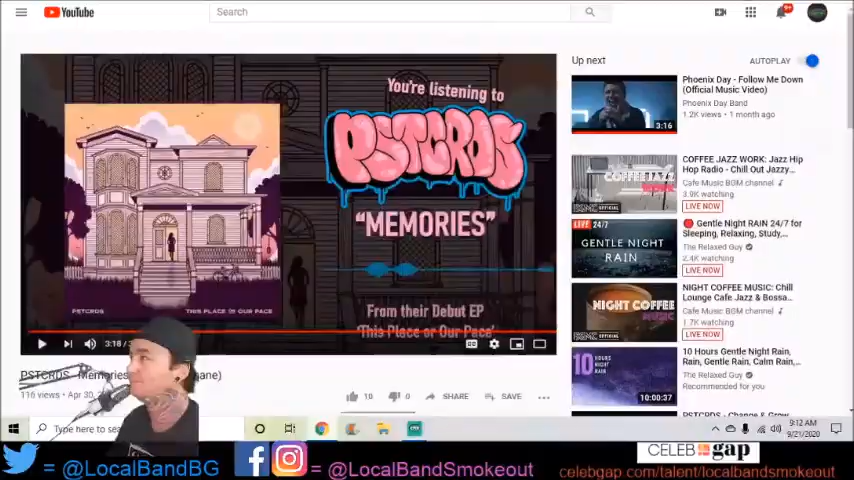 YouTube
Search
9+
You're listening to
PSTCRDS
"MEMORIES"
From their Debut EP
'This Place or Our Pace'
PSTCRDS
THIS PLACE OR OUR PACE
3:18 / 3
PSTCRDS - Memories
116 views • Apr 30,
10
0
SHARE
SAVE
Up next
AUTOPLAY
Phoenix Day - Follow Me Down
(Official Music Video)
Phoenix Day Band
1.2K views • 1 month ago
3:16
COFFEE JAZZ WORK: Jazz Hip
Hop Radio - Chill Out Jazzy...
Cafe Music BGM channel
3.9K watching
LIVE NOW
LIVE 24/7
GENTLE NIGHT
RAIN
Gentle Night RAIN 24/7 for
Sleeping, Relaxing, Study,...
The Relaxed Guy
2.4K watching
LIVE NOW
NIGHT COFFEE
MUSIC
NIGHT COFFEE MUSIC: Chill
Lounge Cafe Jazz & Bossa...
Cafe Music BGM channel
1.7K watching
LIVE NOW
10 HOURS
NIGHT
RAIN
10:00:37
10 Hours Gentle Night Rain,
Rain, Gentle Rain, Calm Rain,...
The Relaxed Guy
Recommended for you
PSTCRDS - Change & Grow
Type here to sea
9:12 AM
9/21/2020
= @LocalBandBG
= @LocalBandSmokeout
CELEB gap
celebgap.com/talent/localbandsmokeout